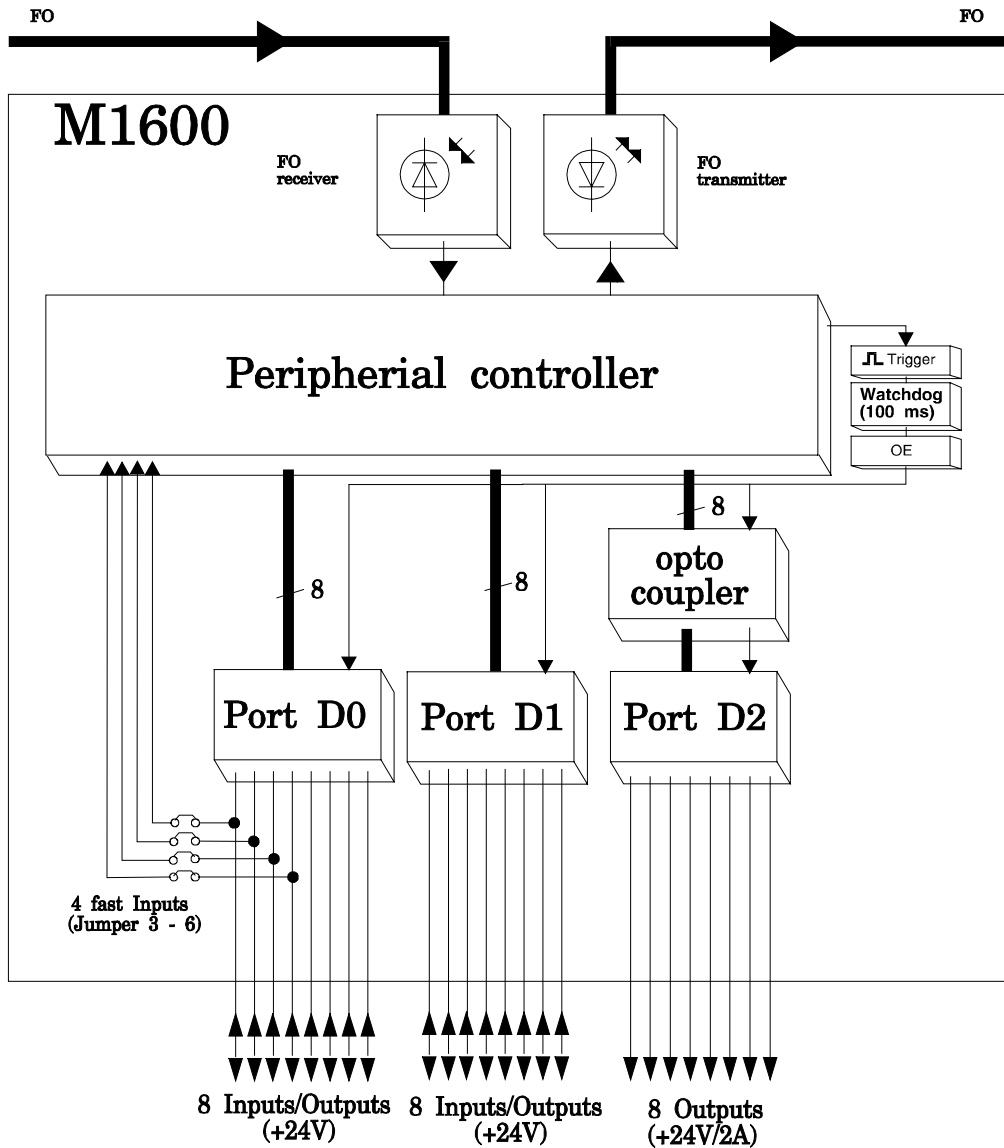 FO
FO
M1600
FO
receiver
FO
transmitter
Peripherial controller
Trigger
Watchdog
(100 ms)
OE
8
8
8
opto
coupler
Port D0
Port D1
Port D2
4 fast Inputs
(Jumper 3 - 6)
8 Inputs/Outputs
(+24V)
8 Inputs/Outputs
(+24V)
8 Outputs
(+24V/2A)